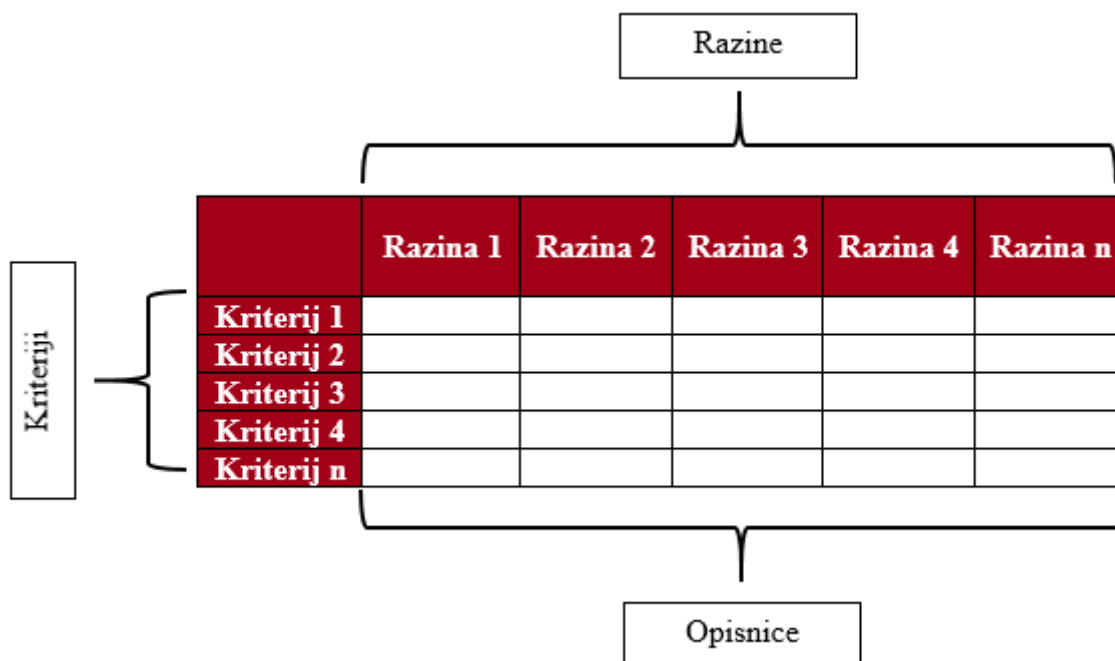 Razine
Razina 1 Razina 2 Razina 3 Razina 4 Razina n
Kriteriji
Kriterij 1
Kriterij 2
Kriterij 3
Kriterij 4
Kriterij n
Opisnice